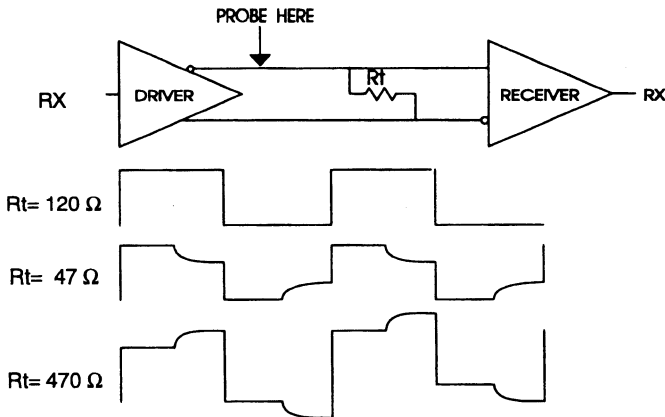 PROBE HERE
Rt
RX DRIVER RECEIVER RX
Rt= 120 Ω
Rt= 47 Ω
Rt= 470 Ω